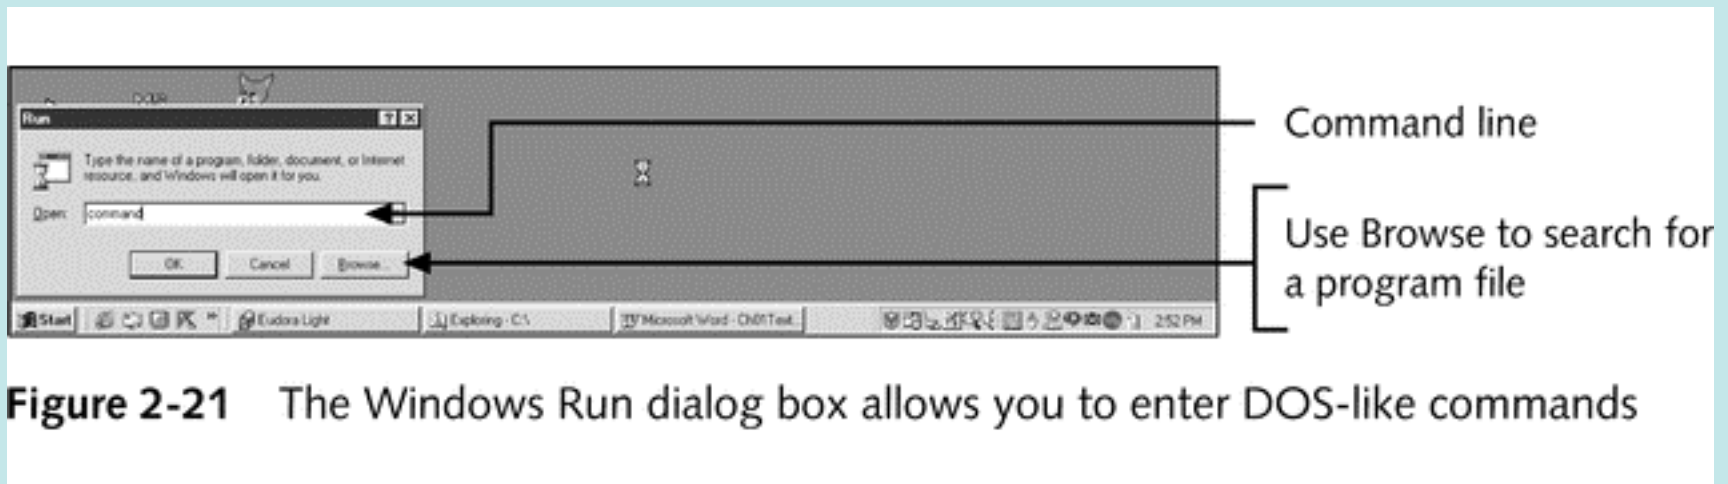 Run
Type the name of a program, folder, document, or Internet
resource, and Windows will open it for you.
Open: command
OK Cancel Browse...
Start Eudora Light Exploring - C:\ Microsoft Word - Ch01Text... 2:52 PM
Command line
Use Browse to search for
a program file
Figure 2-21 The Windows Run dialog box allows you to enter DOS-like commands